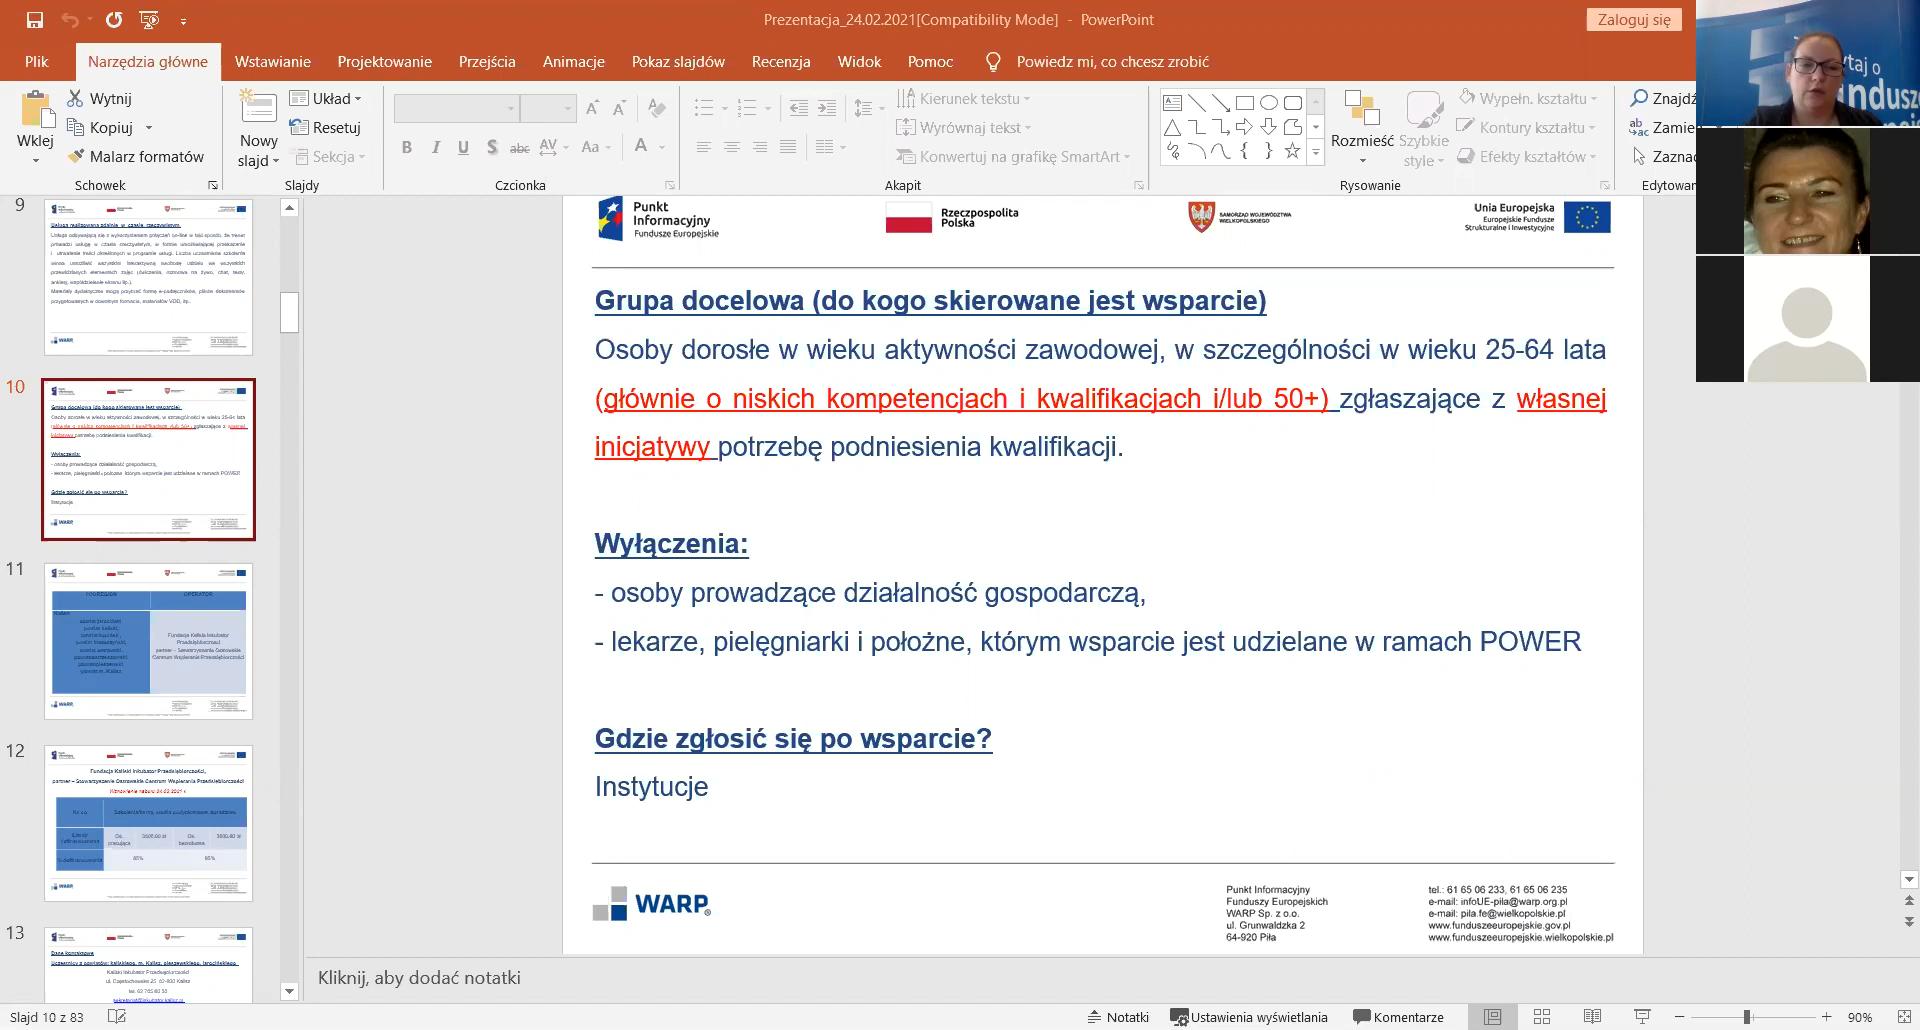 Prezentacja_24.02.2021[Compatibility Mode] - PowerPoint
Zaloguj się
Plik
Narzędzia główne
Wstawianie
Projektowanie
Przejścia
Animacje
Pokaz slajdów
Recenzja
Widok
Pomoc
Powiedz mi, co chcesz zrobić
Wklej
Wytnij
Kopiuj
Malarz formatów
Schowek
Nowy
slajd
Układ
Resetuj
Sekcja
Slajdy
Czcionka
Kierunek tekstu
Wyrównaj tekst
Konwertuj na grafikę SmartArt
Akapit
Rozmieść
Szybkie
style
Wypełn. kształtu
Kontury kształtu
Efekty kształtów
Rysowanie
Znajdź
Zamień
Zaznac
Edytowan
9
10
11
12
13
Punkt
Informacyjny
Fundusze Europejskie
Rzeczpospolita
Polska
SAMORZĄD WOJEWÓDZTWA
WIELKOPOLSKIEGO
Unia Europejska
Europejskie Fundusze
Strukturalne i Inwestycyjne
Grupa docelowa (do kogo skierowane jest wsparcie)
Osoby dorosłe w wieku aktywności zawodowej, w szczególności w wieku 25-64 lata
(głównie o niskich kompetencjach i kwalifikacjach i/lub 50+) zgłaszające z własnej
inicjatywy potrzebę podniesienia kwalifikacji.
Wyłączenia:
- osoby prowadzące działalność gospodarczą,
- lekarze, pielęgniarki i położne, którym wsparcie jest udzielane w ramach POWER
Gdzie zgłosić się po wsparcie?
Instytucje
WARP
Punkt Informacyjny
Funduszy Europejskich
WARP Sp. z o.o.
ul. Grunwaldzka 2
64-920 Piła
tel.: 61 65 06 233, 61 65 06 235
e-mail: infoUE-pila@warp.org.pl
e-mail: pila.fe@wielkopolskie.pl
www.funduszeeuropejskie.gov.pl
www.funduszeeuropejskie.wielkopolskie.pl
Kliknij, aby dodać notatki
Slajd 10 z 83
Notatki
Ustawienia wyświetlania
Komentarze
90%